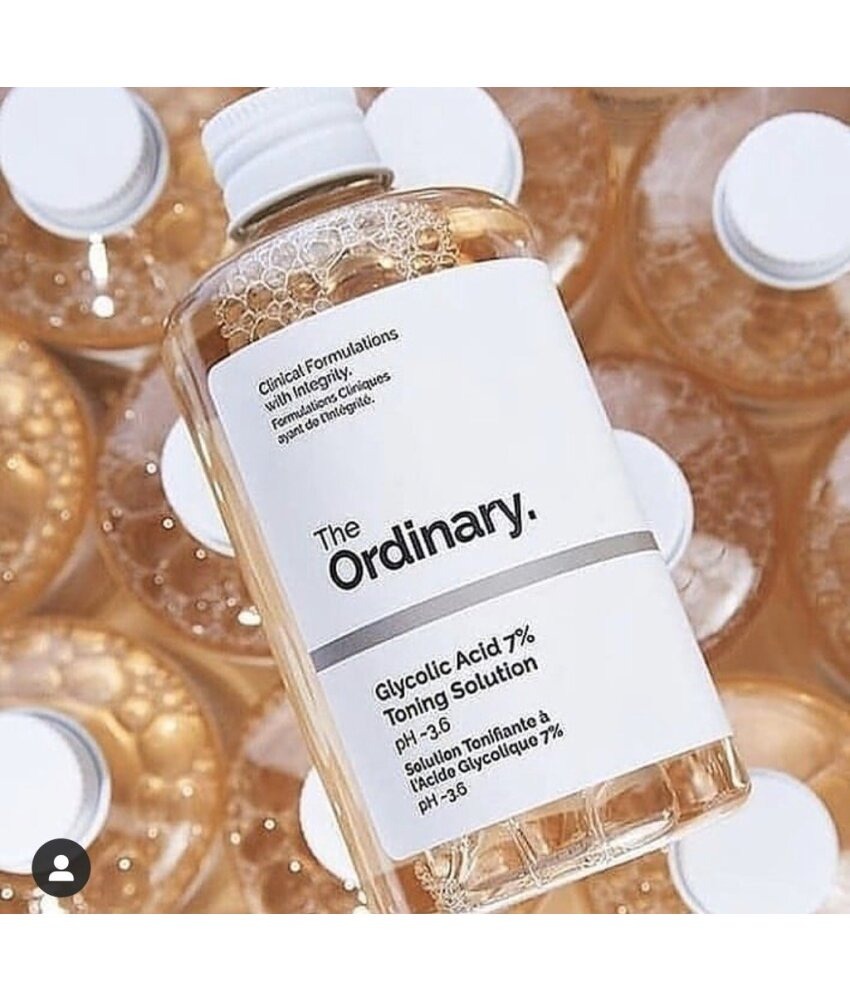 Clinical Formulations
with Integrity.
Formulations Cliniques
ayant de l'Intégrité.
The
Ordinary.
Glycolic Acid 7%
Toning Solution
pH ~3.6
Solution Tonifiante à
l'Acide Glycolique 7%
pH ~3.6